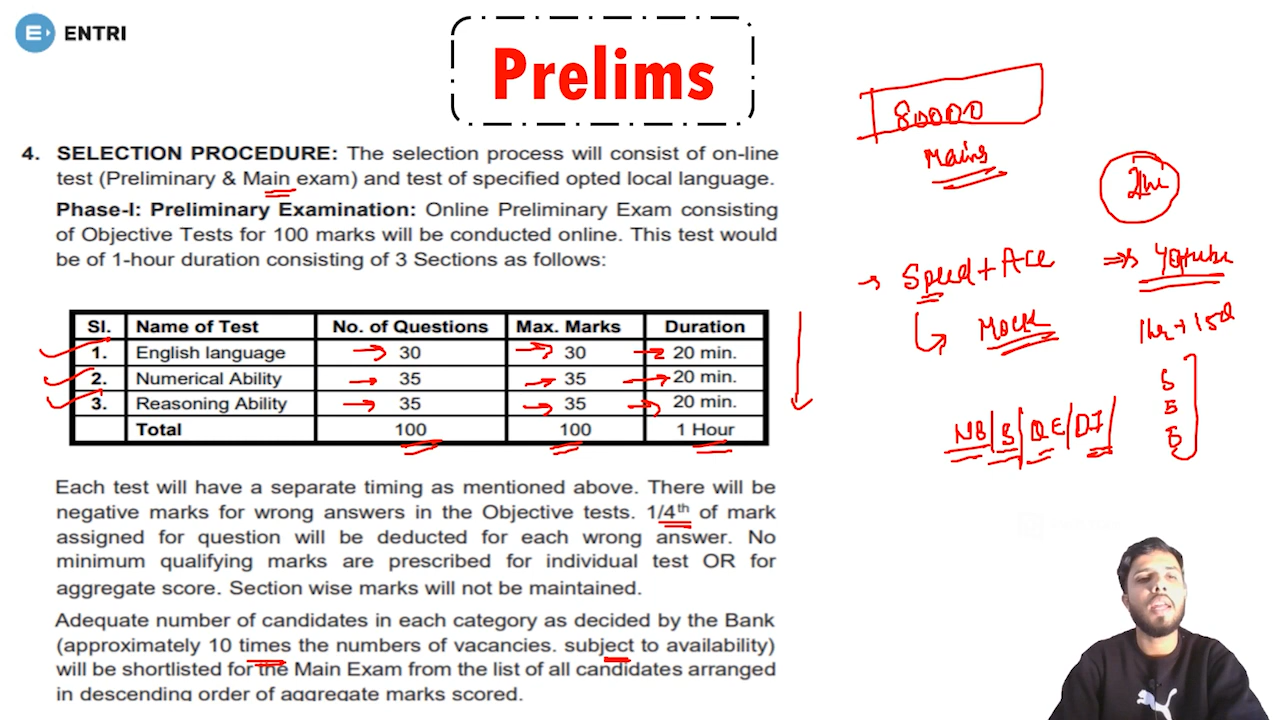 ENTRI
Prelims
4. SELECTION PROCEDURE: The selection process will consist of on-line
test (Preliminary & Main exam) and test of specified opted local language.
Phase-I: Preliminary Examination: Online Preliminary Exam consisting
of Objective Tests for 100 marks will be conducted online. This test would
be of 1-hour duration consisting of 3 Sections as follows:
Sl. Name of Test No. of Questions Max. Marks Duration
1. English language 30 30 20 min.
2. Numerical Ability 35 35 20 min.
3. Reasoning Ability 35 35 20 min.
Total 100 100 1 Hour
Each test will have a separate timing as mentioned above. There will be
negative marks for wrong answers in the Objective tests. 1/4th of mark
assigned for question will be deducted for each wrong answer. No
minimum qualifying marks are prescribed for individual test OR for
aggregate score. Section wise marks will not be maintained.
Adequate number of candidates in each category as decided by the Bank
(approximately 10 times the numbers of vacancies. subject to availability)
will be shortlisted for the Main Exam from the list of all candidates arranged
in descending order of aggregate marks scored.
80000
Mains
Speed + Acc
Mock